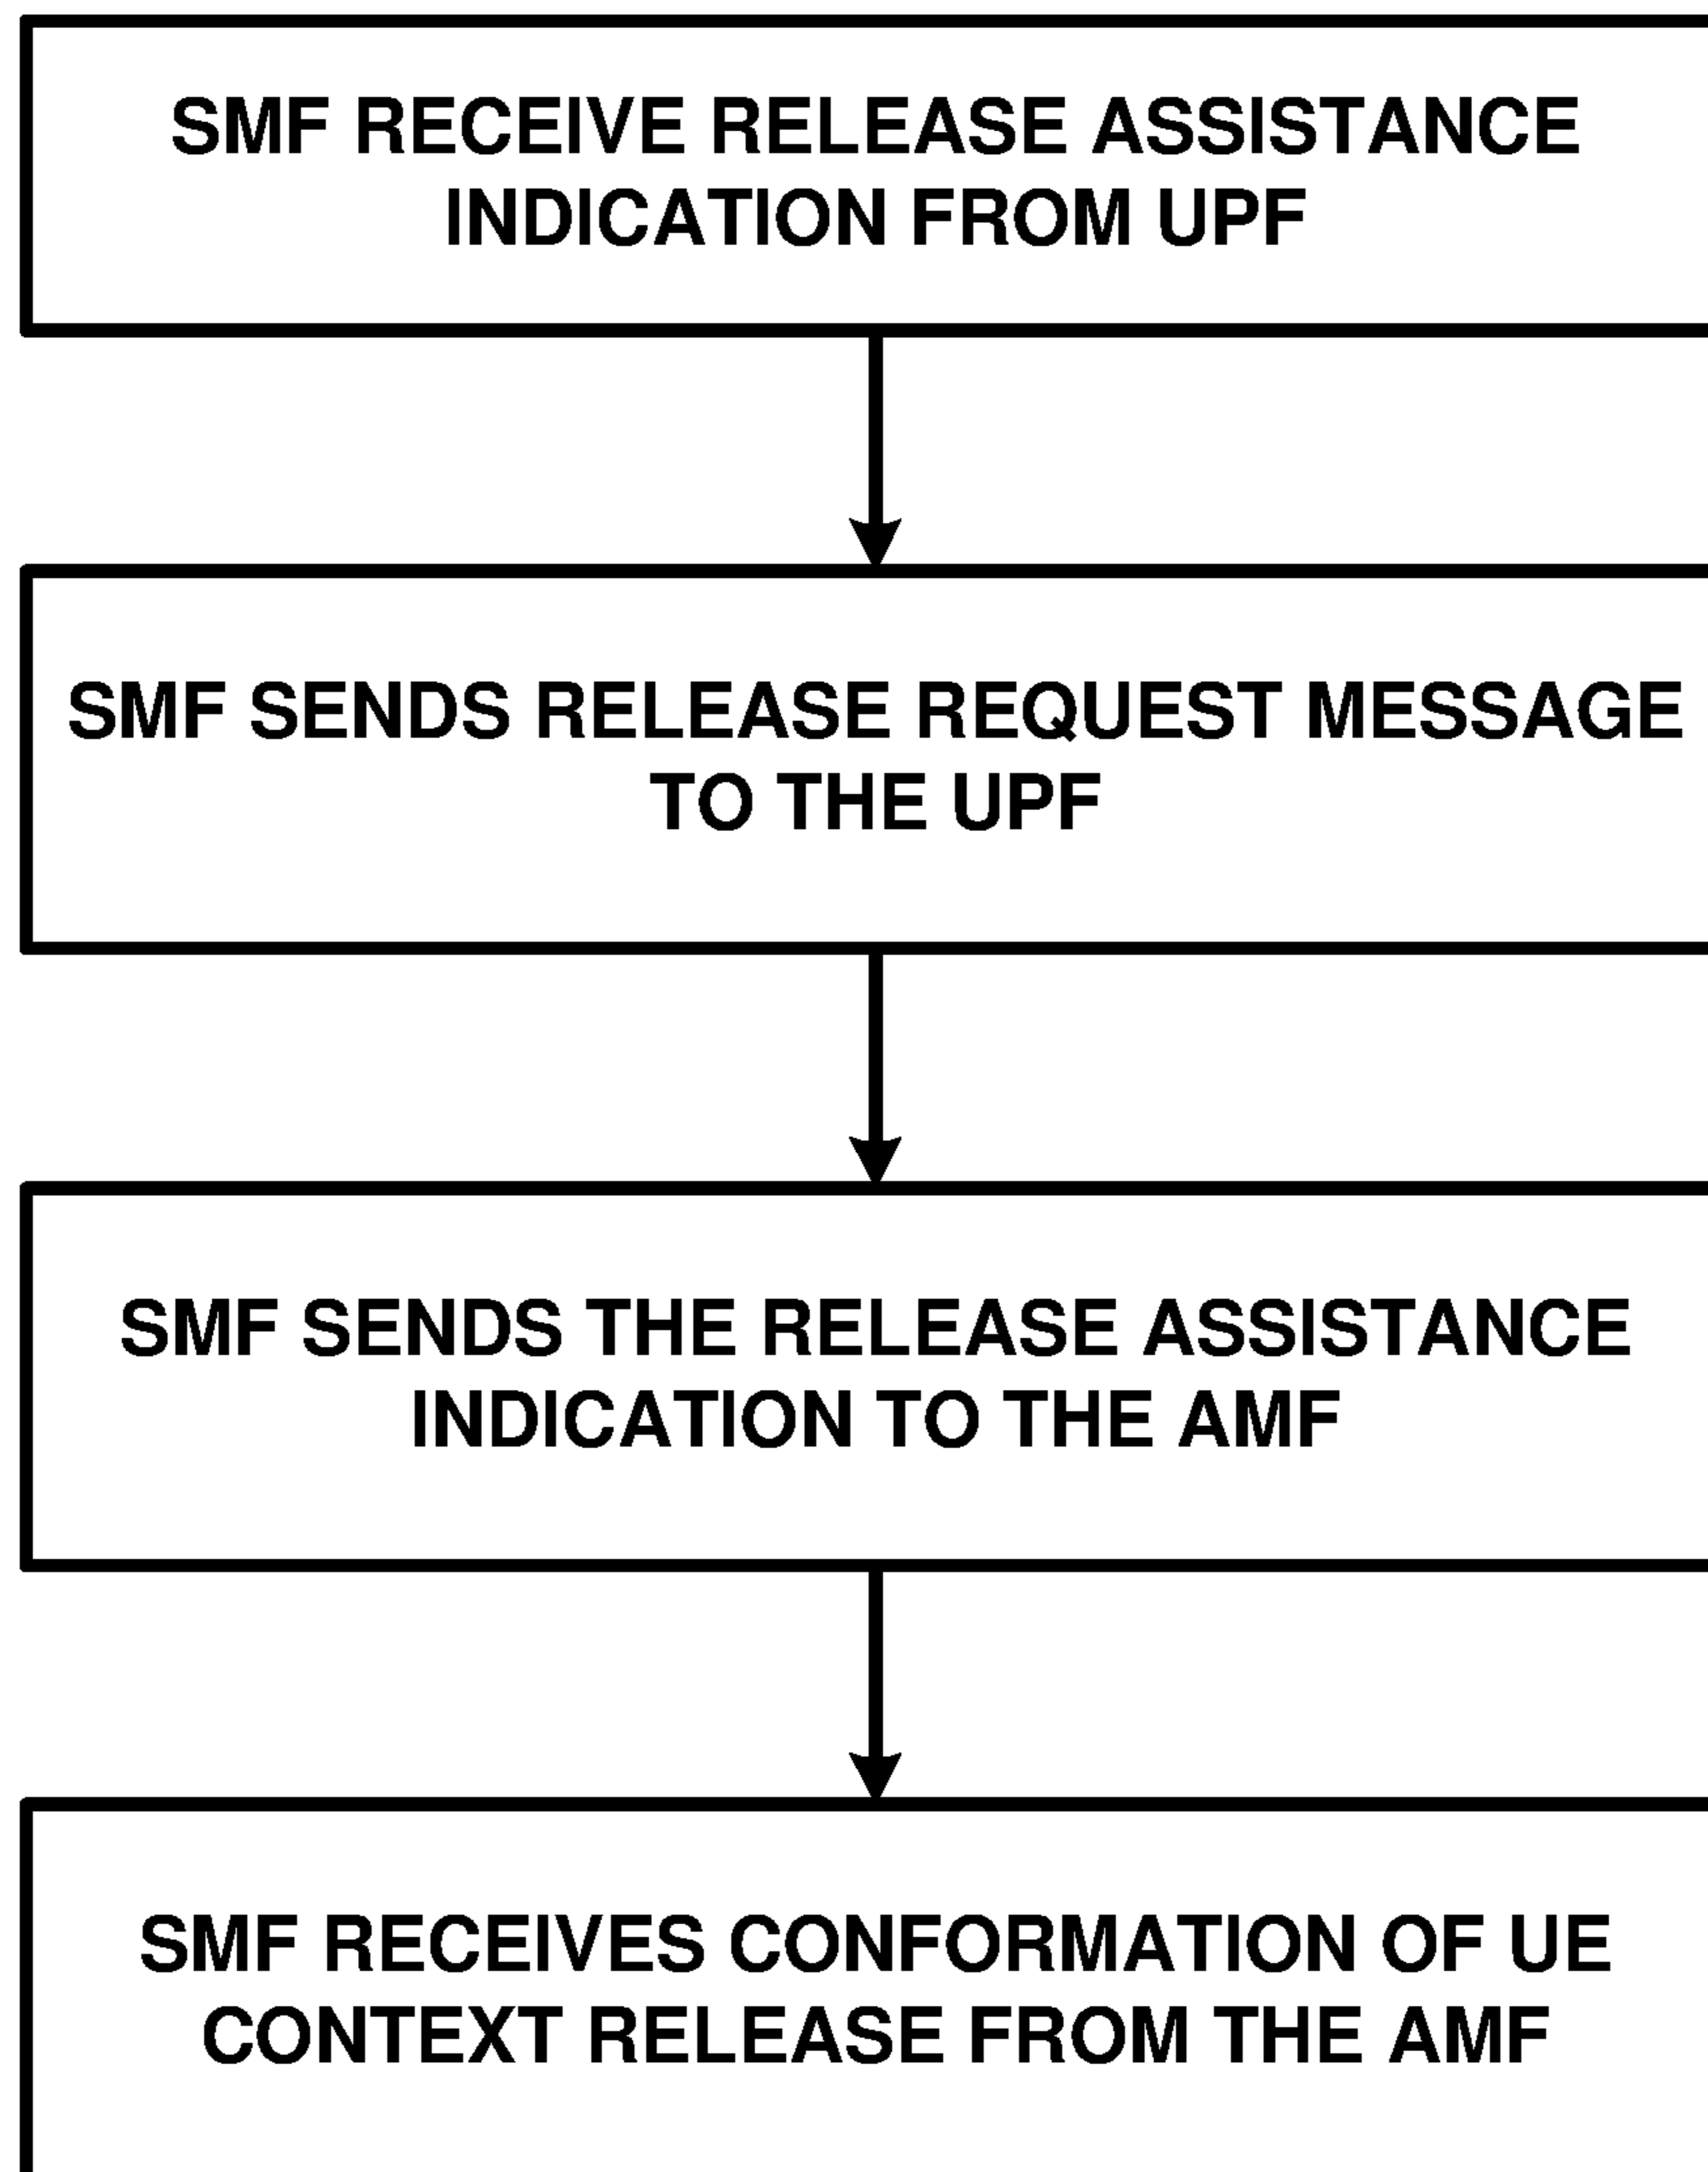 SMF RECEIVE RELEASE ASSISTANCE
INDICATION FROM UPF
SMF SENDS RELEASE REQUEST MESSAGE
TO THE UPF
SMF SENDS THE RELEASE ASSISTANCE
INDICATION TO THE AMF
SMF RECEIVES CONFORMATION OF UE
CONTEXT RELEASE FROM THE AMF